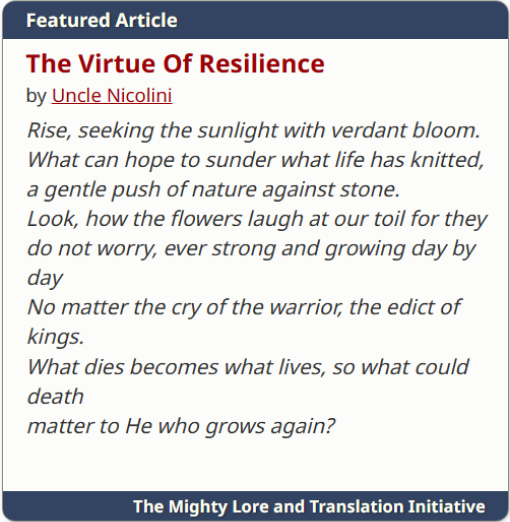 Featured Article
The Virtue Of Resilience
by Uncle Nicolini
Rise, seeking the sunlight with verdant bloom.
What can hope to sunder what life has knitted,
a gentle push of nature against stone.
Look, how the flowers laugh at our toil for they
do not worry, ever strong and growing day by
day
No matter the cry of the warrior, the edict of
kings.
What dies becomes what lives, so what could
death
matter to He who grows again?
The Mighty Lore and Translation Initiative